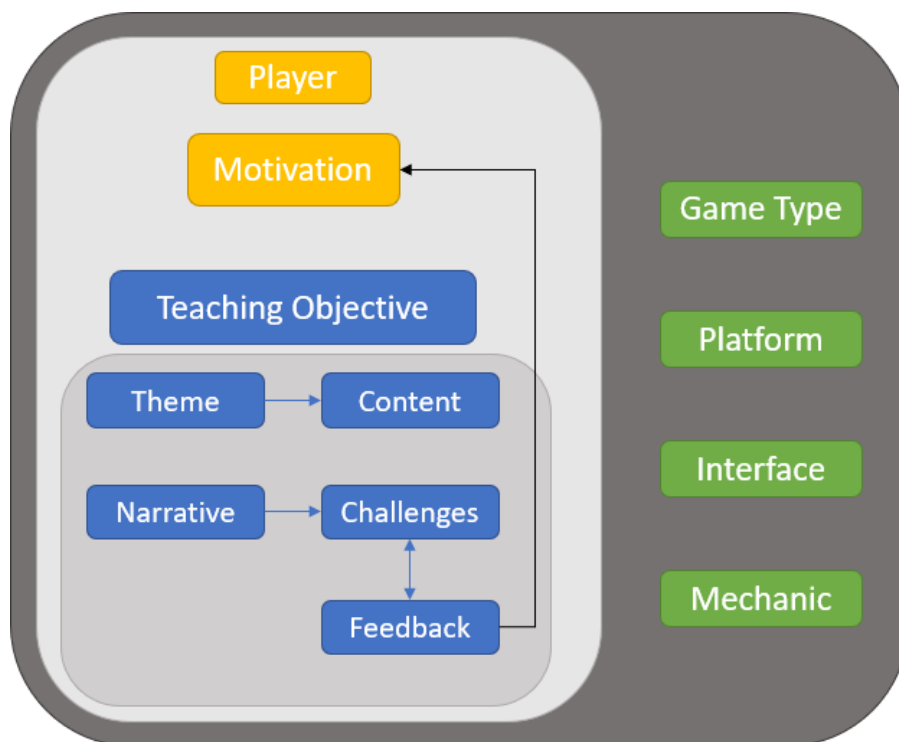 Player
Motivation
Teaching Objective
Theme
Content
Narrative
Challenges
Feedback
Game Type
Platform
Interface
Mechanic